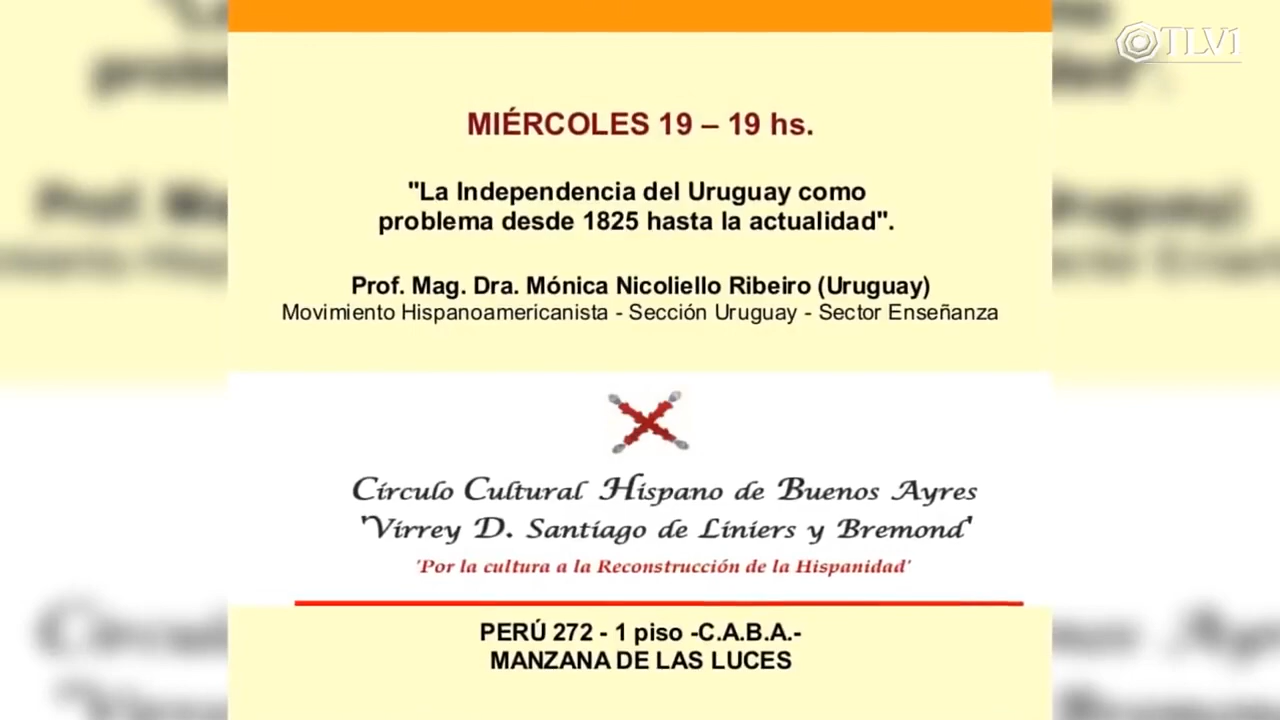 TLV1
MIÉRCOLES 19 – 19 hs.
"La Independencia del Uruguay como
problema desde 1825 hasta la actualidad".
Prof. Mag. Dra. Mónica Nicoliello Ribeiro (Uruguay)
Movimiento Hispanoamericanista - Sección Uruguay - Sector Enseñanza
Círculo Cultural Hispano de Buenos Ayres
'Virrey D. Santiago de Liniers y Bremond'
'Por la cultura a la Reconstrucción de la Hispanidad'
PERÚ 272 - 1 piso -C.A.B.A.-
MANZANA DE LAS LUCES